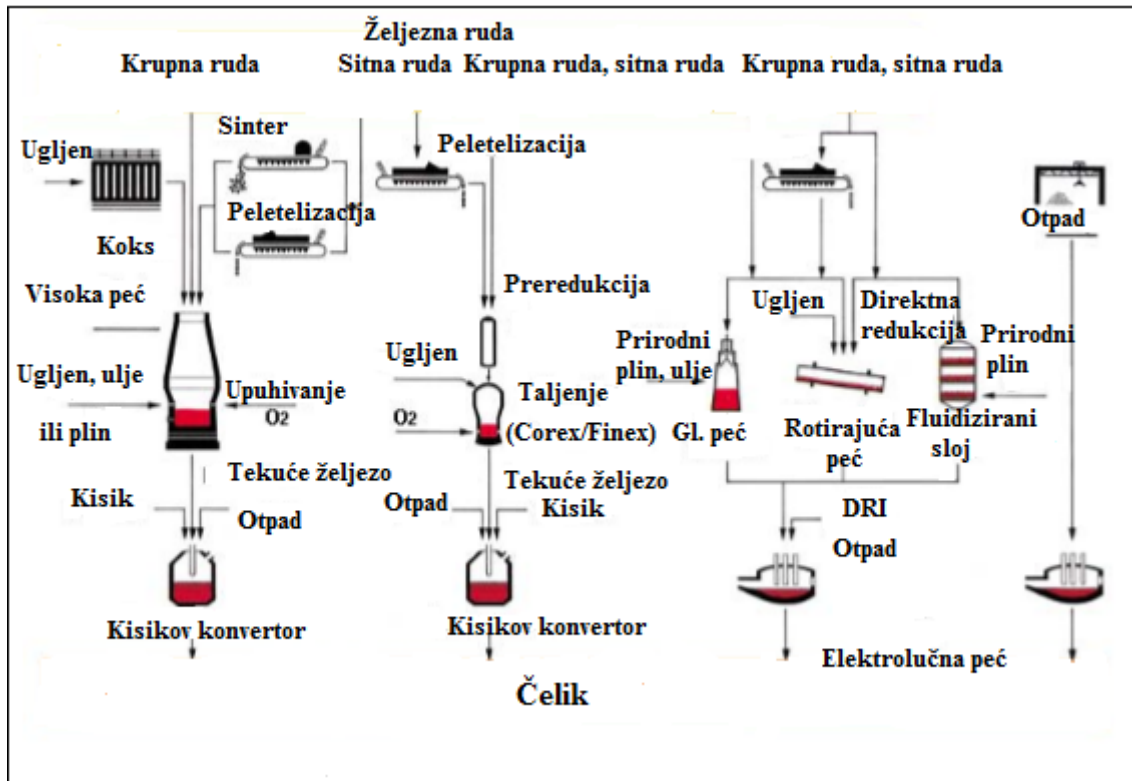 Željezna ruda
Krupna ruda
Sitna ruda
Krupna ruda, sitna ruda
Krupna ruda, sitna ruda
Ugljen
Sinter
Peletelizacija
Koks
Visoka peć
Ugljen, ulje
ili plin
Upuhivanje
O2
Tekuće željezo
Kisik
Otpad
Kisikov konvertor
Peletelizacija
Preredukcija
Ugljen
O2
Taljenje
(Corex/Finex)
Tekuće željezo
Otpad
Kisik
Kisikov konvertor
Ugljen
Direktna
redukcija
Prirodni
plin, ulje
Gl. peć
Rotirajuća
peć
Prirodni
plin
Fluidizirani
sloj
DRI
Otpad
Otpad
Elektrolučna peć
Čelik